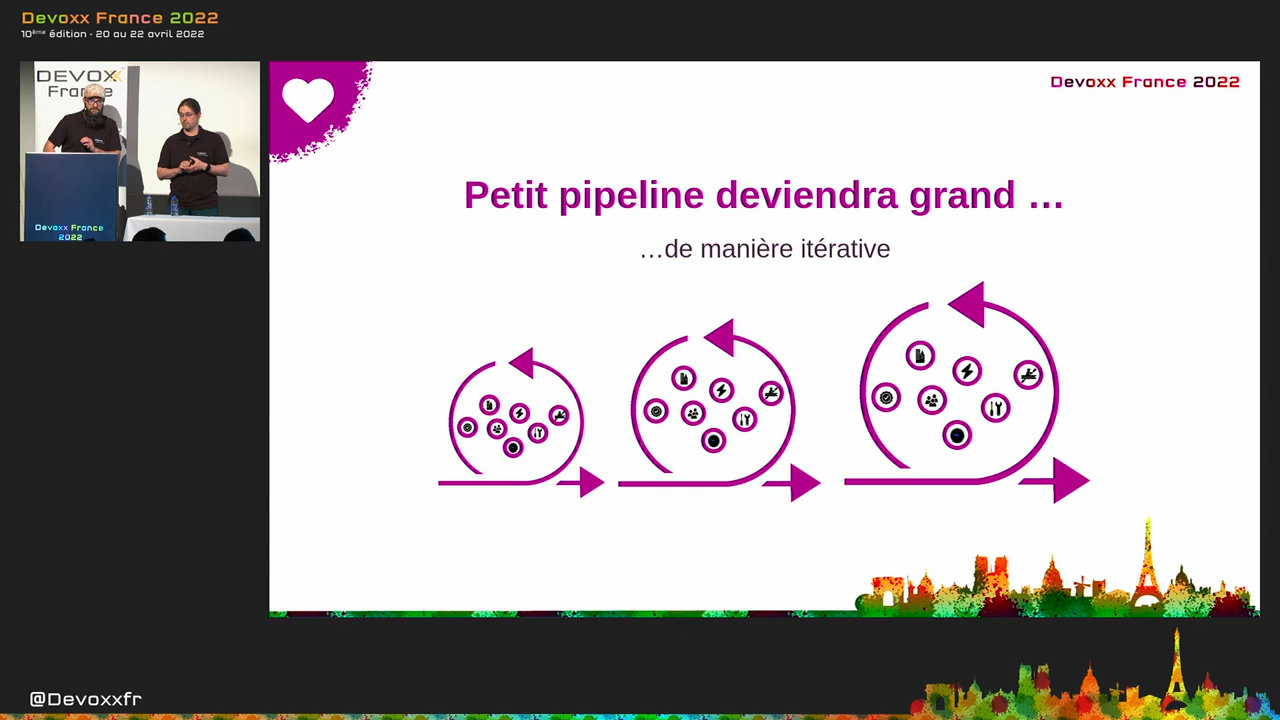 Devoxx France 2022
10ème édition - 20 au 22 avril 2022
DEVOXX
France
Devoxx France
2022
Devoxx France 2022
Petit pipeline deviendra grand …
…de manière itérative
@Devoxxfr